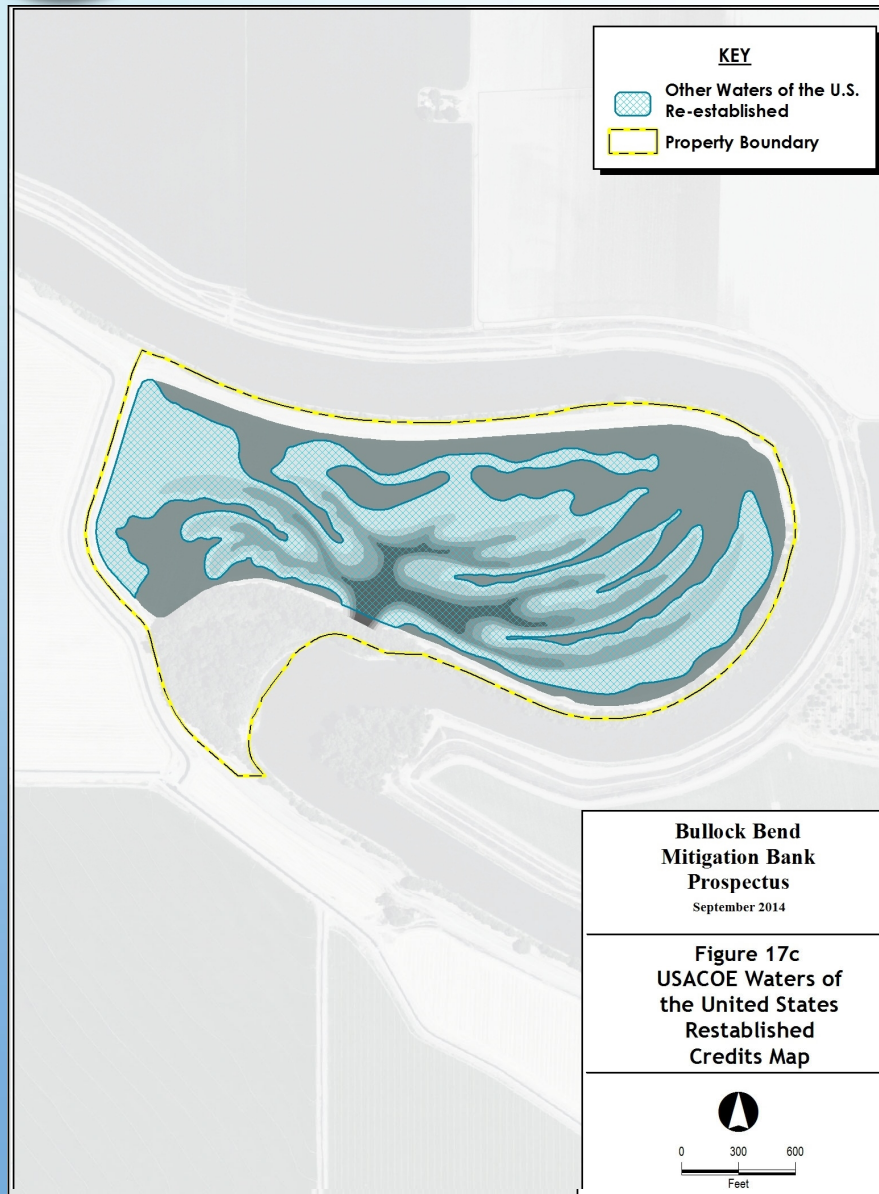 KEY
Other Waters of the U.S.
Re-established
Property Boundary
Bullock Bend
Mitigation Bank
Prospectus
September 2014
Figure 17c
USACOE Waters of
the United States
Restablished
Credits Map
0 300 600
Feet